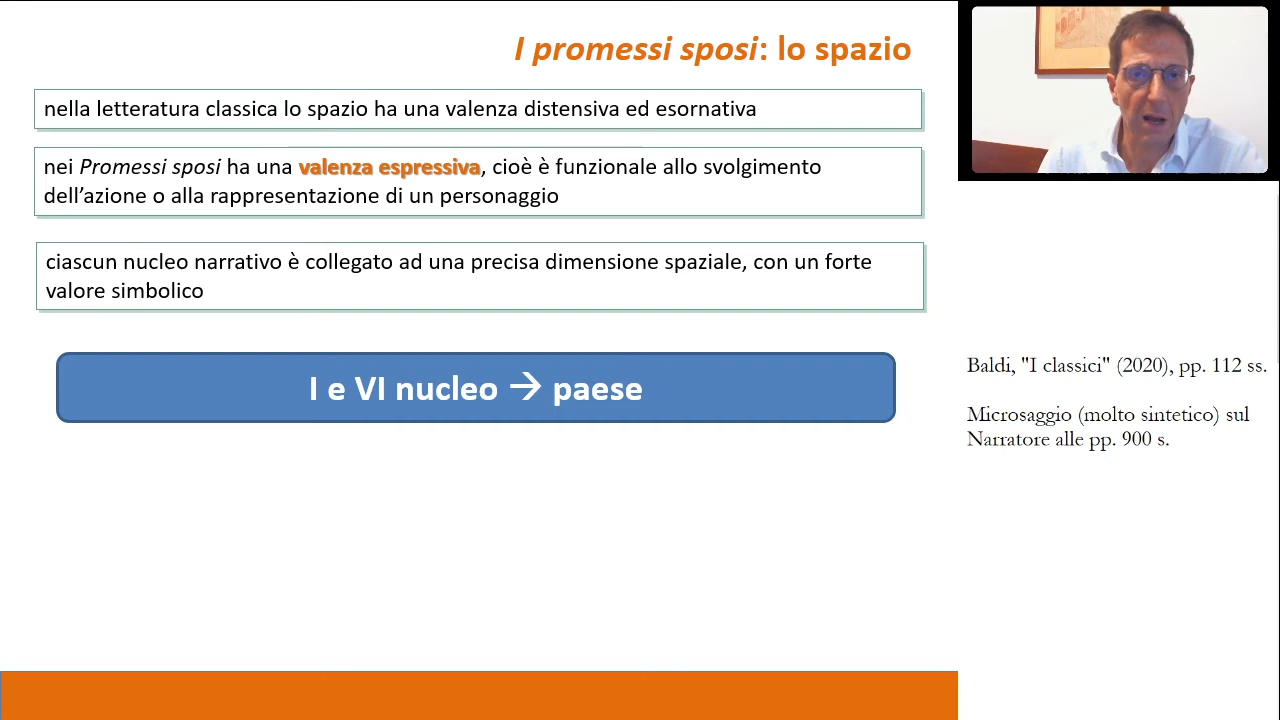 I promessi sposi: lo spazio
nella letteratura classica lo spazio ha una valenza distensiva ed esornativa
nei Promessi sposi ha una valenza espressiva, cioè è funzionale allo svolgimento
dell’azione o alla rappresentazione di un personaggio
ciascun nucleo narrativo è collegato ad una precisa dimensione spaziale, con un forte
valore simbolico
I e VI nucleo → paese
Baldi, "I classici" (2020), pp. 112 ss.
Microsaggio (molto sintetico) sul
Narratore alle pp. 900 s.